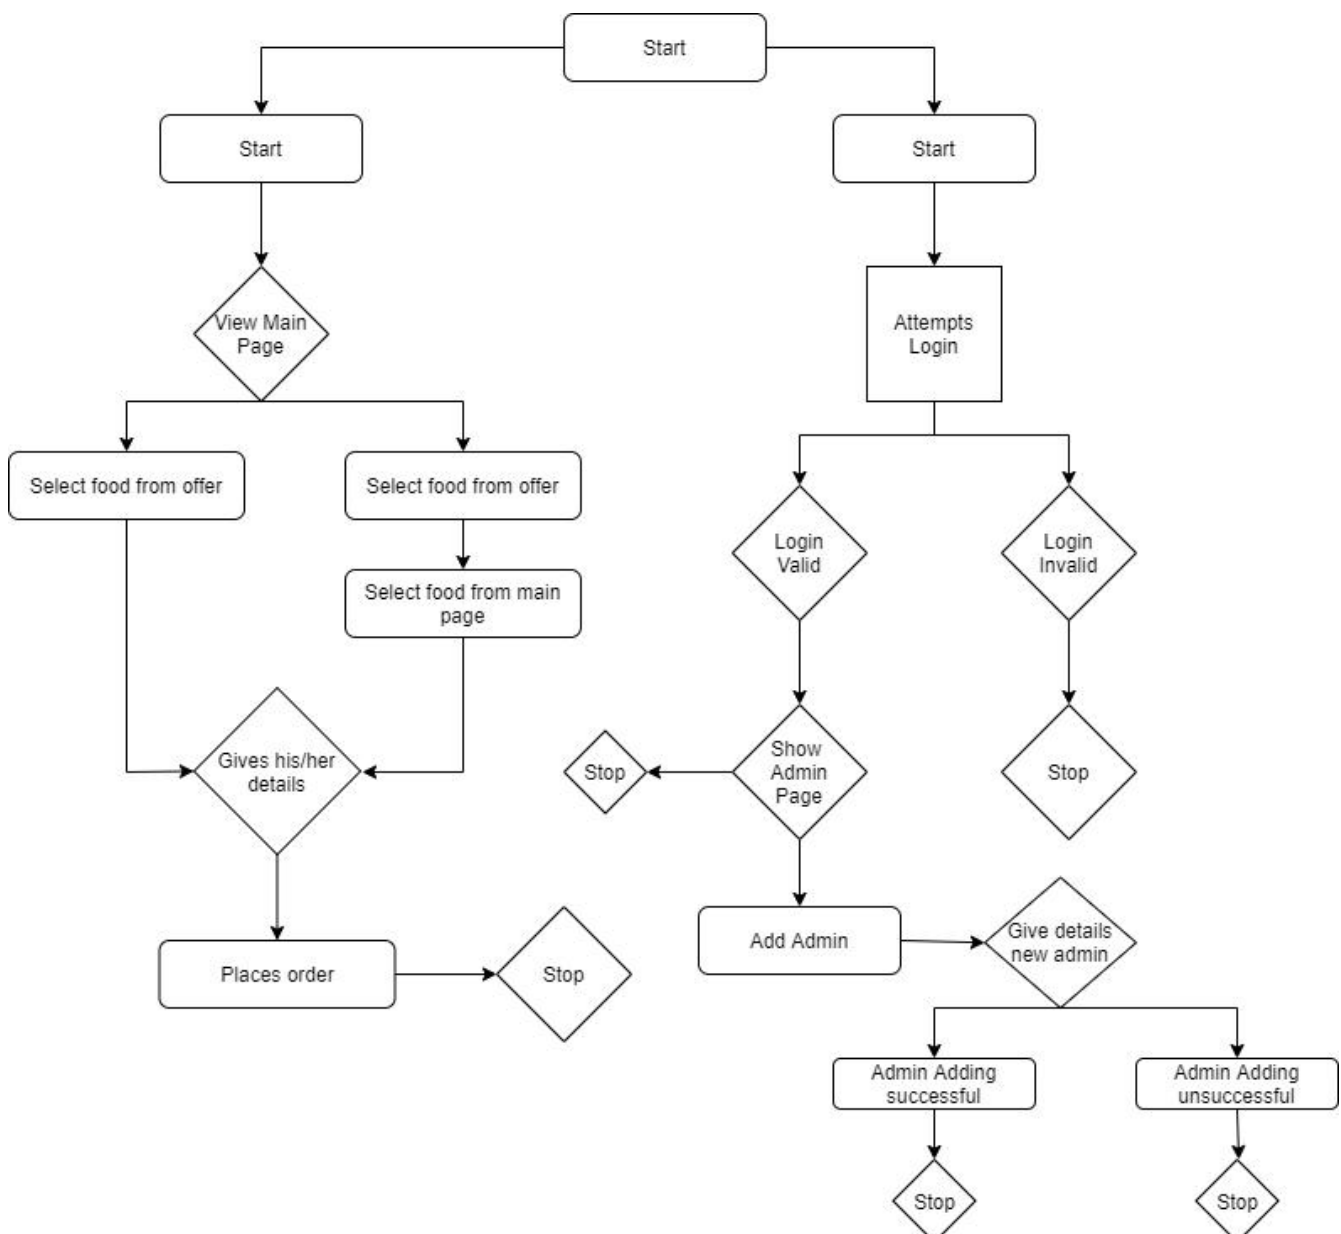 Start
Start
Start
View Main
Page
Attempts
Login
Select food from offer
Select food from offer
Login
Valid
Login
Invalid
Select food from main
page
Gives his/her
details
Stop
Show
Admin
Page
Stop
Add Admin
Give details
new admin
Places order
Stop
Admin Adding
successful
Admin Adding
unsuccessful
Stop
Stop